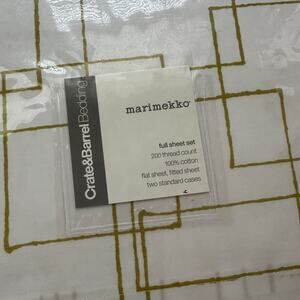 Crate&Barrel Bedding
marimekko®
full sheet set
200 thread count
100% cotton
flat sheet, fitted sheet
two standard cases